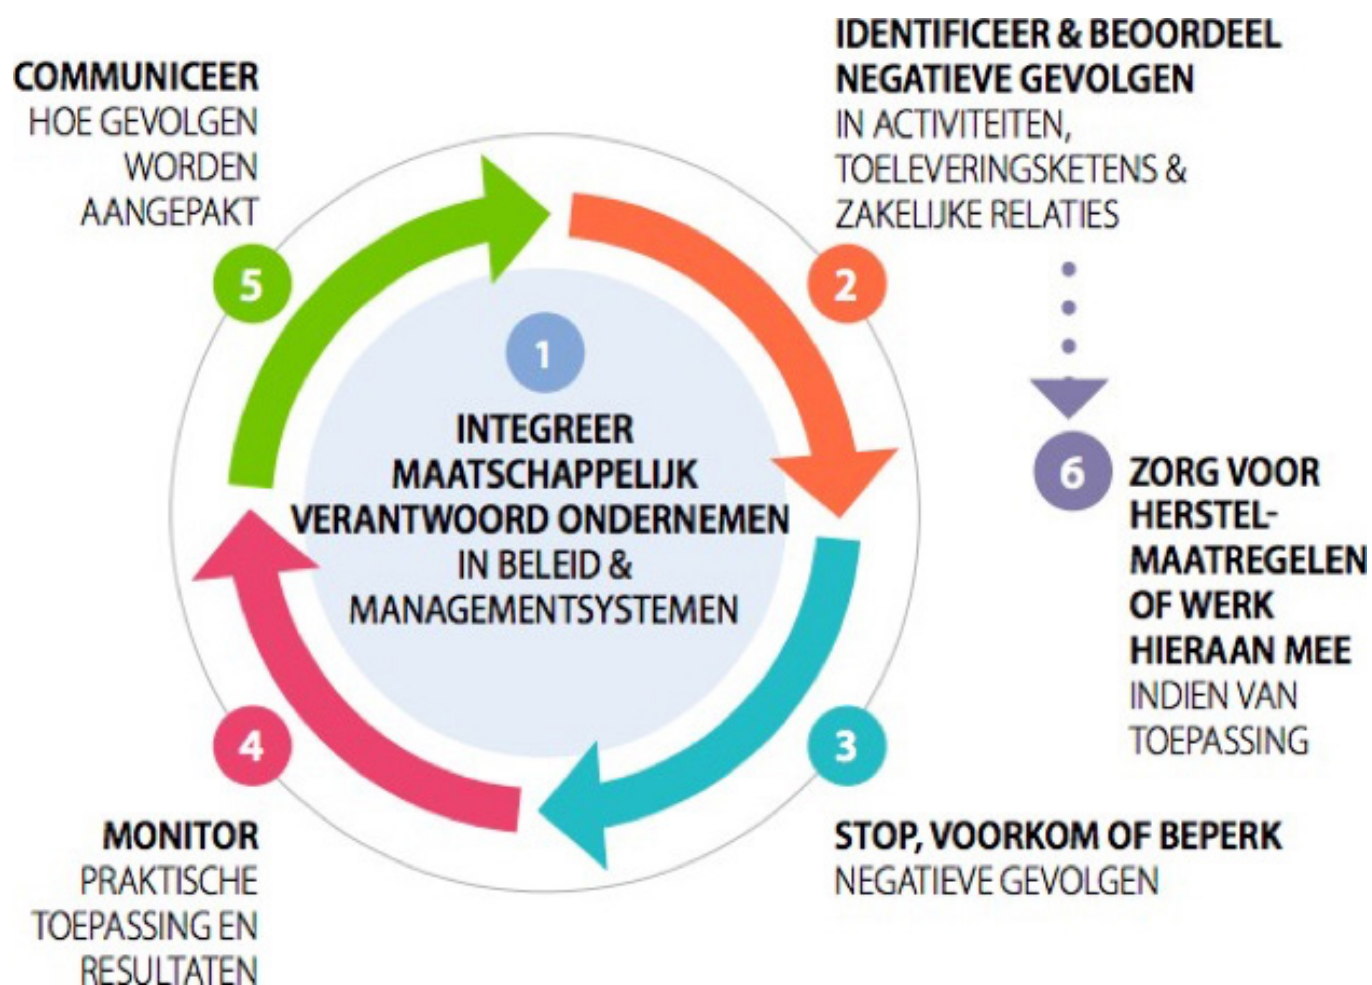 1
INTEGREER
MAATSCHAPPELIJK
VERANTWOORD ONDERNEMEN
IN BELEID &
MANAGEMENTSYSTEMEN
2
IDENTIFICEER & BEOORDEEL
NEGATIEVE GEVOLGEN
IN ACTIVITEITEN,
TOELEVERINGSKETENS &
ZAKELIJKE RELATIES
3
STOP, VOORKOM OF BEPERK
NEGATIEVE GEVOLGEN
4
MONITOR
PRAKTISCHE
TOEPASSING EN
RESULTATEN
5
COMMUNICEER
HOE GEVOLGEN
WORDEN
AANGEPAKT
6
ZORG VOOR
HERSTEL-
MAATREGELEN
OF WERK
HIERAAN MEE
INDIEN VAN
TOEPASSING